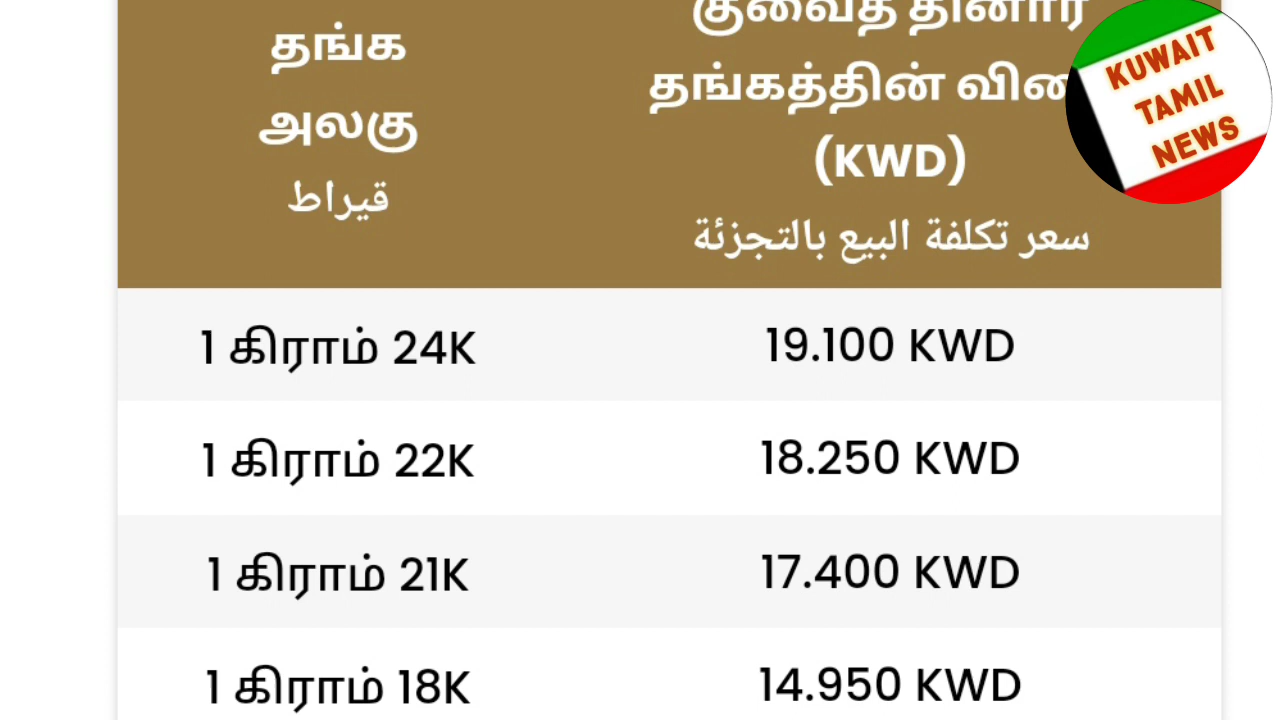 தங்க
அலகு
قيراط
குவைத் தினார்
தங்கத்தின்
(KWD)
سعر تكلفة البيع بالتجزئة
KUWAIT
TAMIL
NEWS
1 கிராம் 24K 19.100 KWD
1 கிராம் 22K 18.250 KWD
1 கிராம் 21K 17.400 KWD
1 கிராம் 18K 14.950 KWD